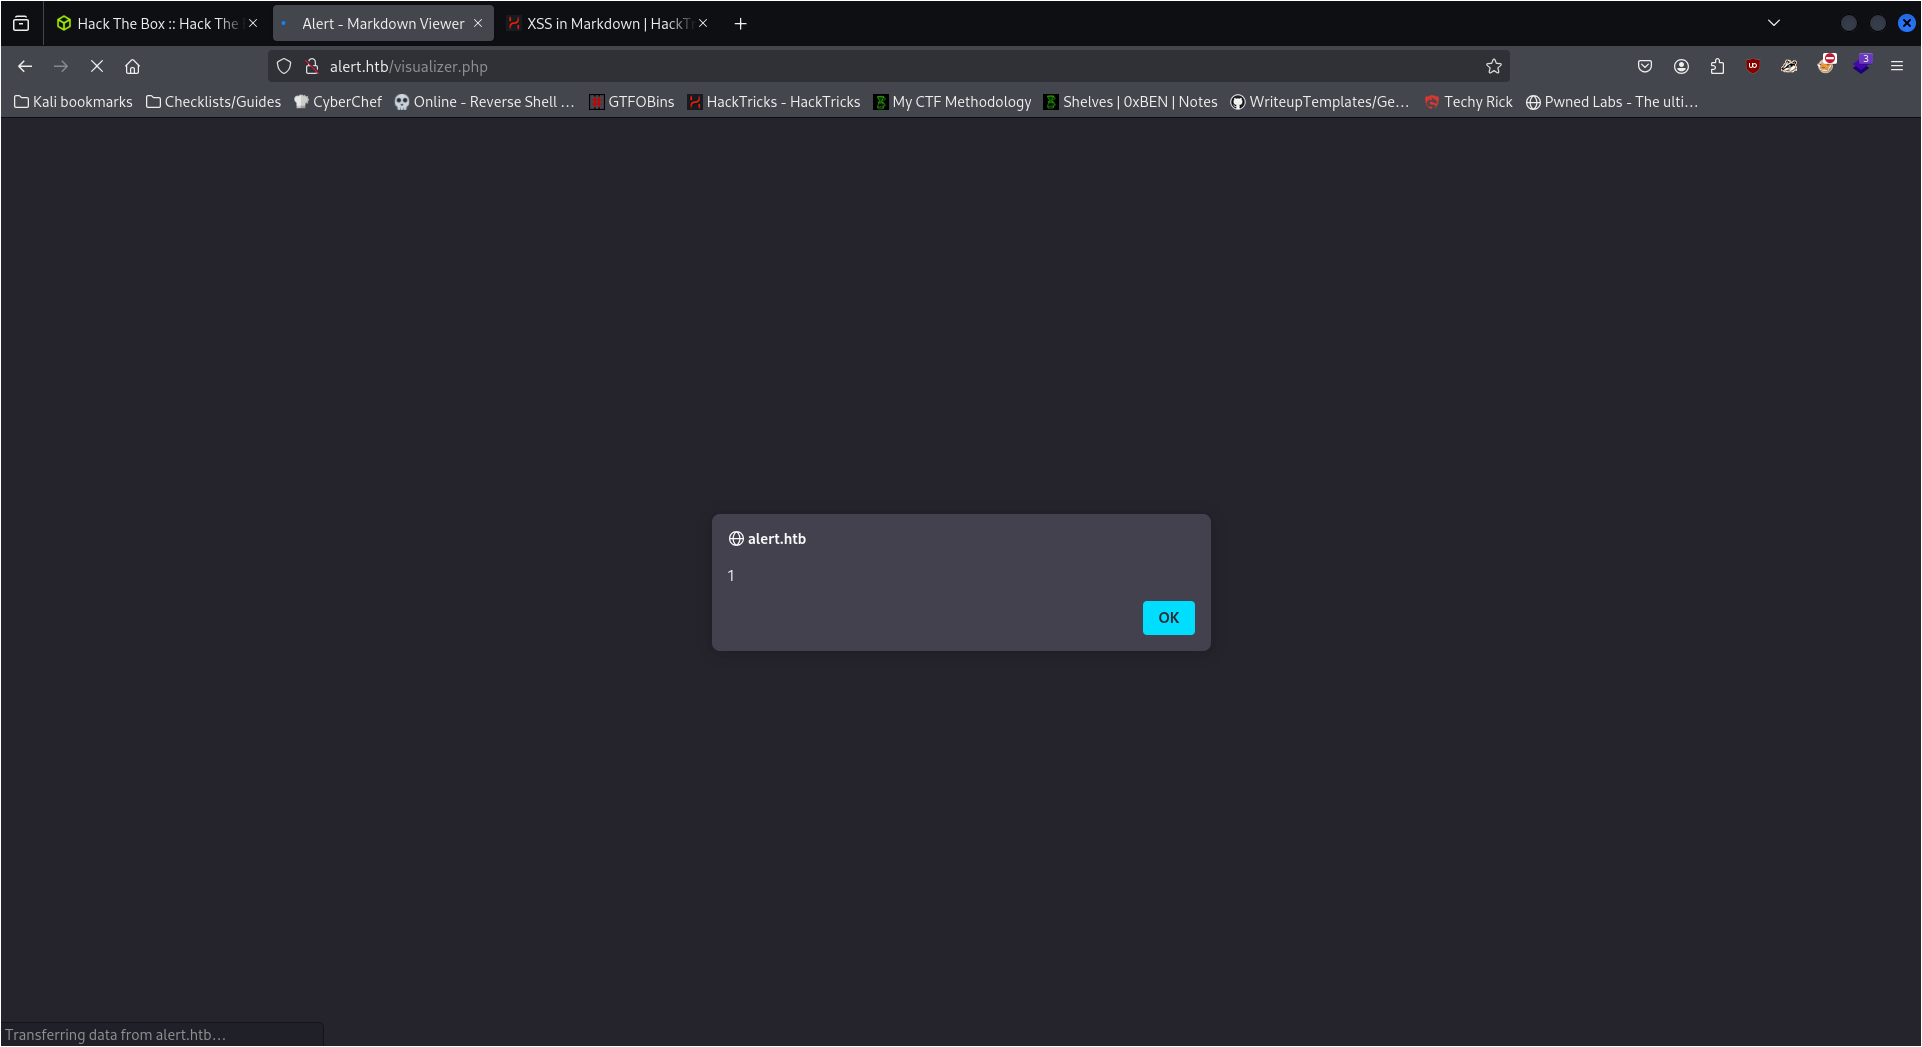 Hack The Box :: Hack The
Alert - Markdown Viewer
XSS in Markdown | HackTr
alert.htb/visualizer.php
3
Kali bookmarks
Checklists/Guides
CyberChef
Online - Reverse Shell …
GTFOBins
HackTricks - HackTricks
My CTF Methodology
Shelves | 0xBEN | Notes
WriteupTemplates/Ge…
Techy Rick
Pwned Labs - The ulti…
alert.htb
1
OK
Transferring data from alert.htb…